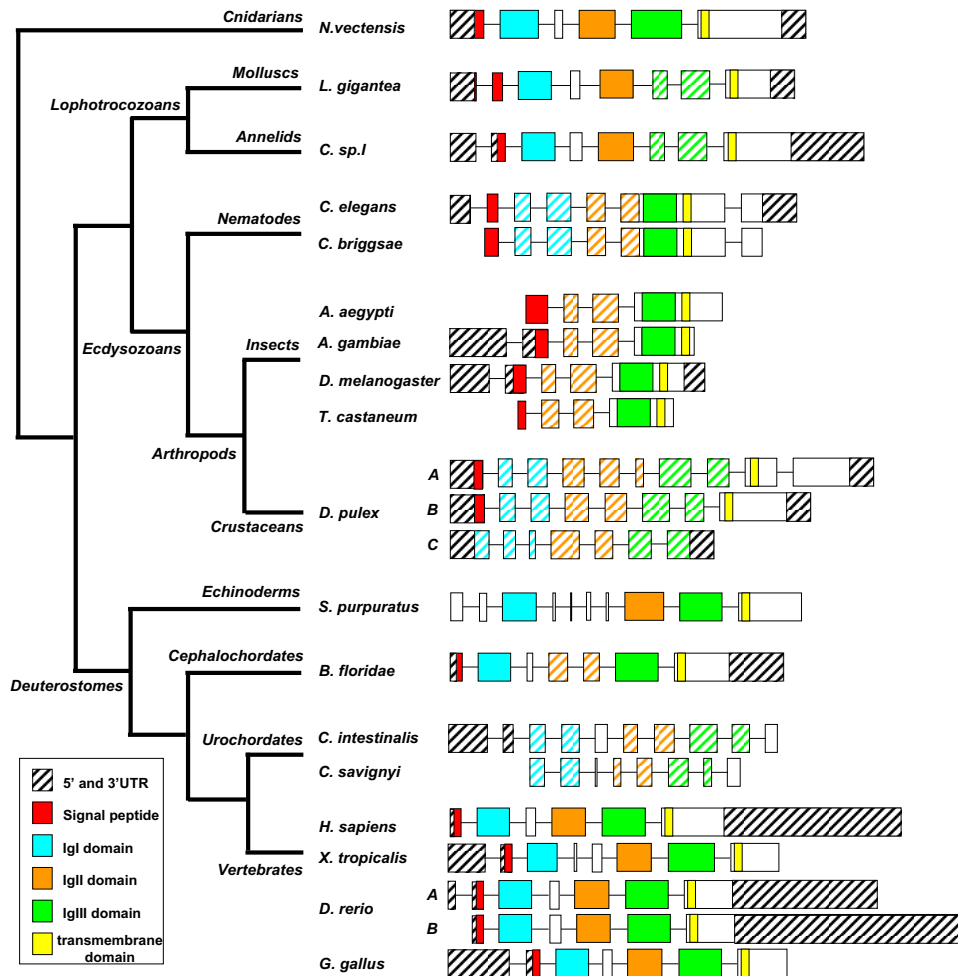 Cnidarians
N.vectensis
Molluscs
L. gigantea
Lophotrocozoans
Annelids
C. sp.I
C. elegans
Nematodes
C. briggsae
A. aegypti
Ecdysozoans
Insects
A. gambiae
D. melanogaster
T. castaneum
Arthropods
A
D. pulex
B
Crustaceans
C
Echinoderms
S. purpuratus
Cephalochordates
B. floridae
Deuterostomes
Urochordates
C. intestinalis
C. savignyi
5' and 3'UTR
Signal peptide
IgI domain
IgII domain
IgIII domain
transmembrane
domain
H. sapiens
X. tropicalis
Vertebrates
A
D. rerio
B
G. gallus